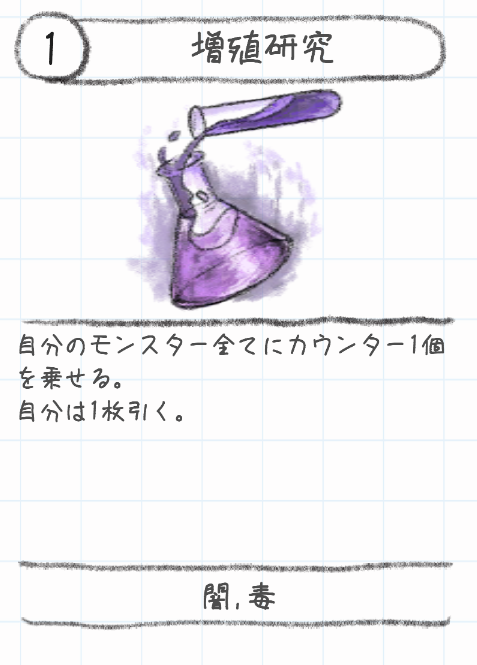 1
増殖研究
自分のモンスター全てにカウンター1個
を乗せる。
自分は1枚引く。
闇,毒